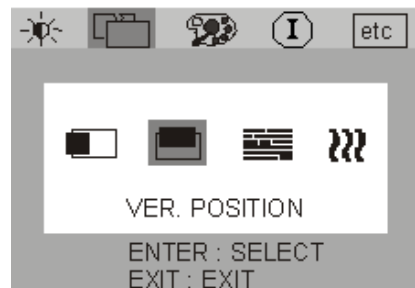 I etc
VER. POSITION
ENTER : SELECT
EXIT : EXIT